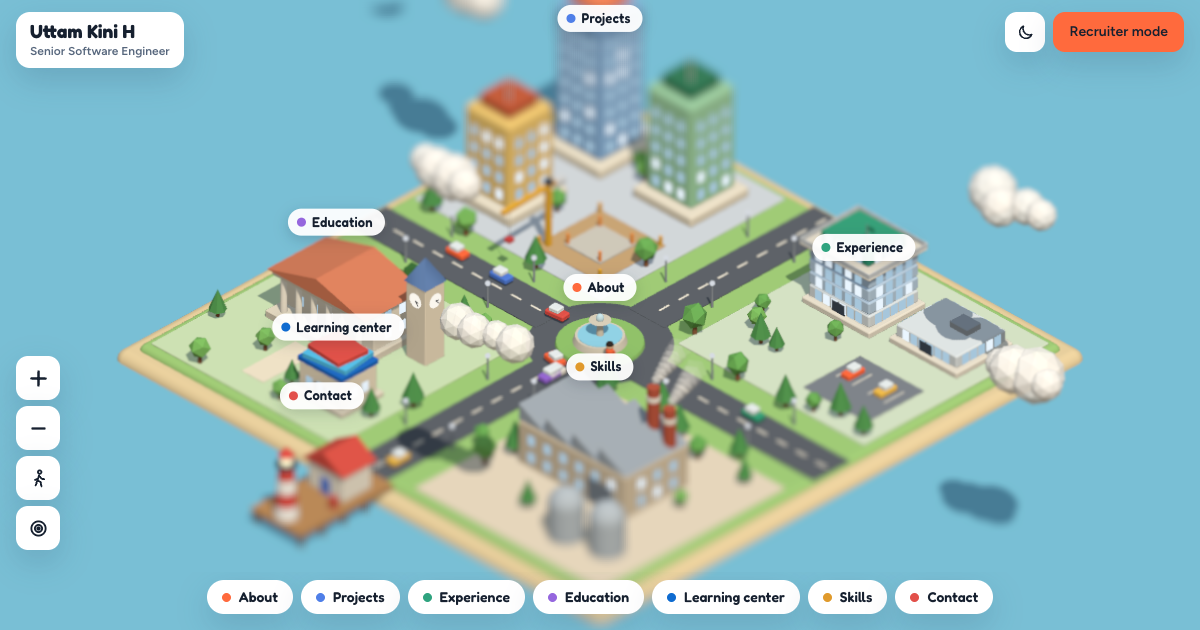 Uttam Kini H
Senior Software Engineer
Projects
Recruiter mode
Education
Experience
About
Learning center
Skills
Contact
About
Projects
Experience
Education
Learning center
Skills
Contact